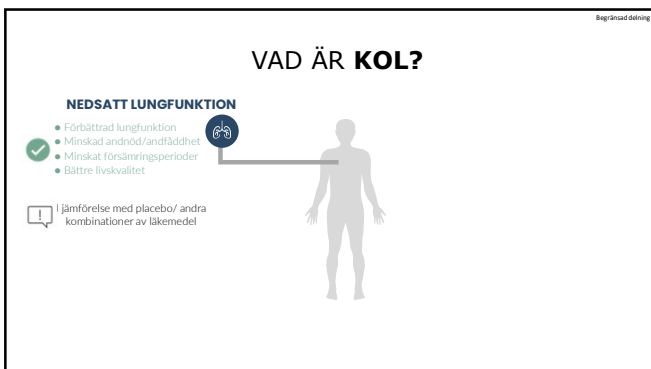 Begränsad delning
VAD ÄR KOL?
NEDSATT LUNGFUNKTION
● Förbättrad lungfunktion
● Minskad andnöd/andfåddhet
● Minskat försämringsperioder
● Bättre livskvalitet
I jämförelse med placebo/ andra
kombinationer av läkemedel